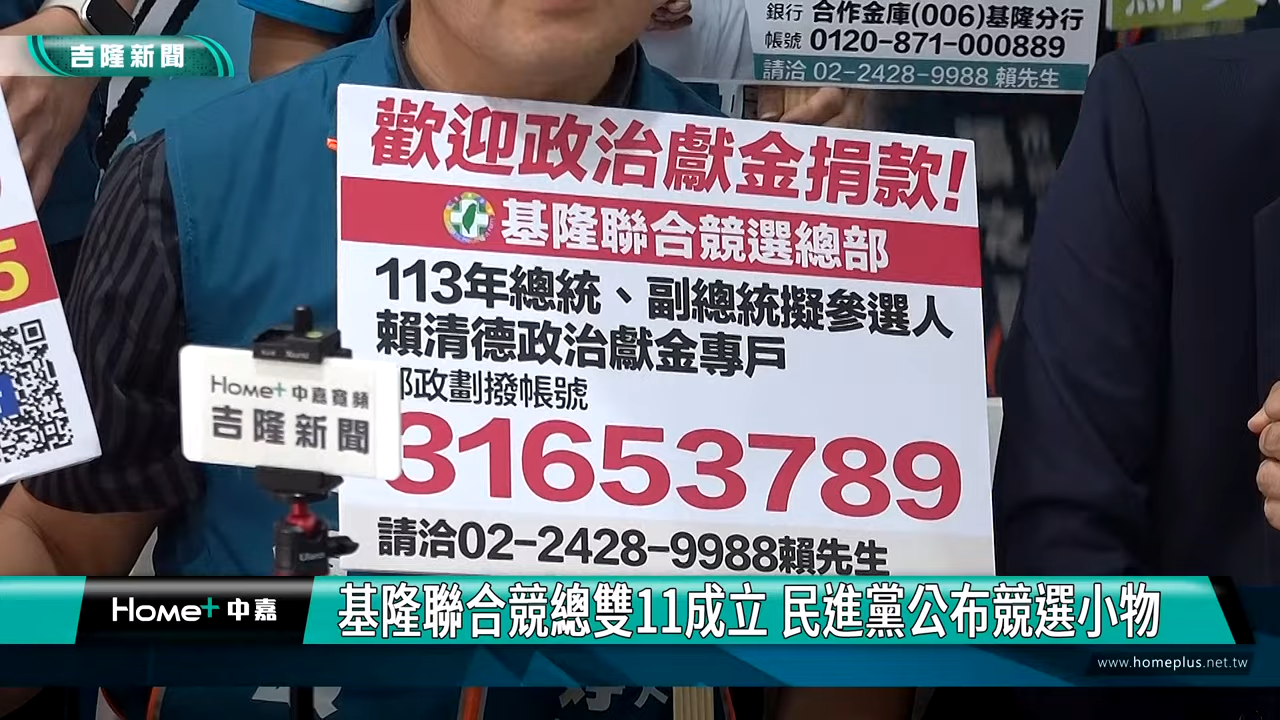 吉隆新聞
銀行 合作金庫(006)基隆分行
帳號 0120-871-000889
請洽 02-2428-9988 賴先生
歡迎政治獻金捐款!
基隆聯合競選總部
113年總統、副總統擬參選人
賴清德政治獻金專戶
郵政劃撥帳號
31653789
請洽02-2428-9988賴先生
5
Home+中嘉寬頻
吉隆新聞
Home+中嘉
基隆聯合競總雙11成立 民進黨公布競選小物
www.homeplus.net.tw